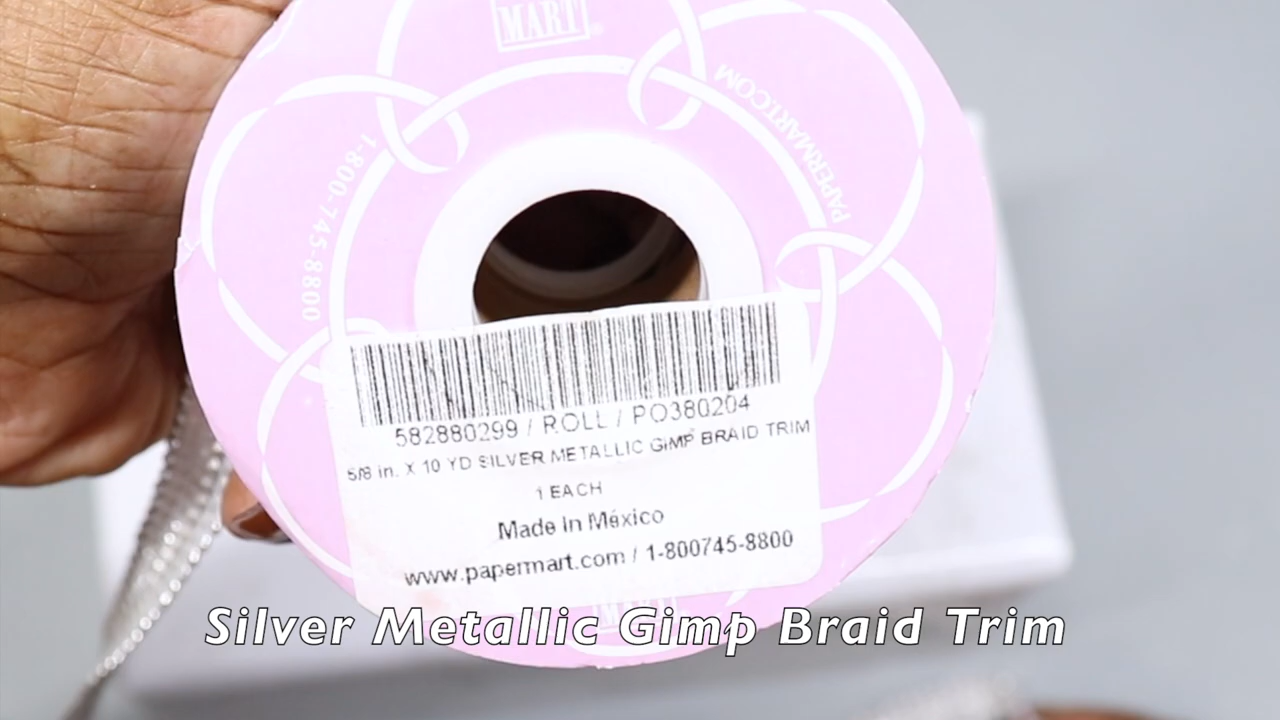 MART
PAPERMART.COM
1-800-745-8800
582880299 / ROLL / PO380204
5/8 in. X 10 YD SILVER METALLIC GIMP BRAID TRIM
1 EACH
Made In México
www.papermart.com / 1-800745-8800
MART
Silver Metallic Gimp Braid Trim